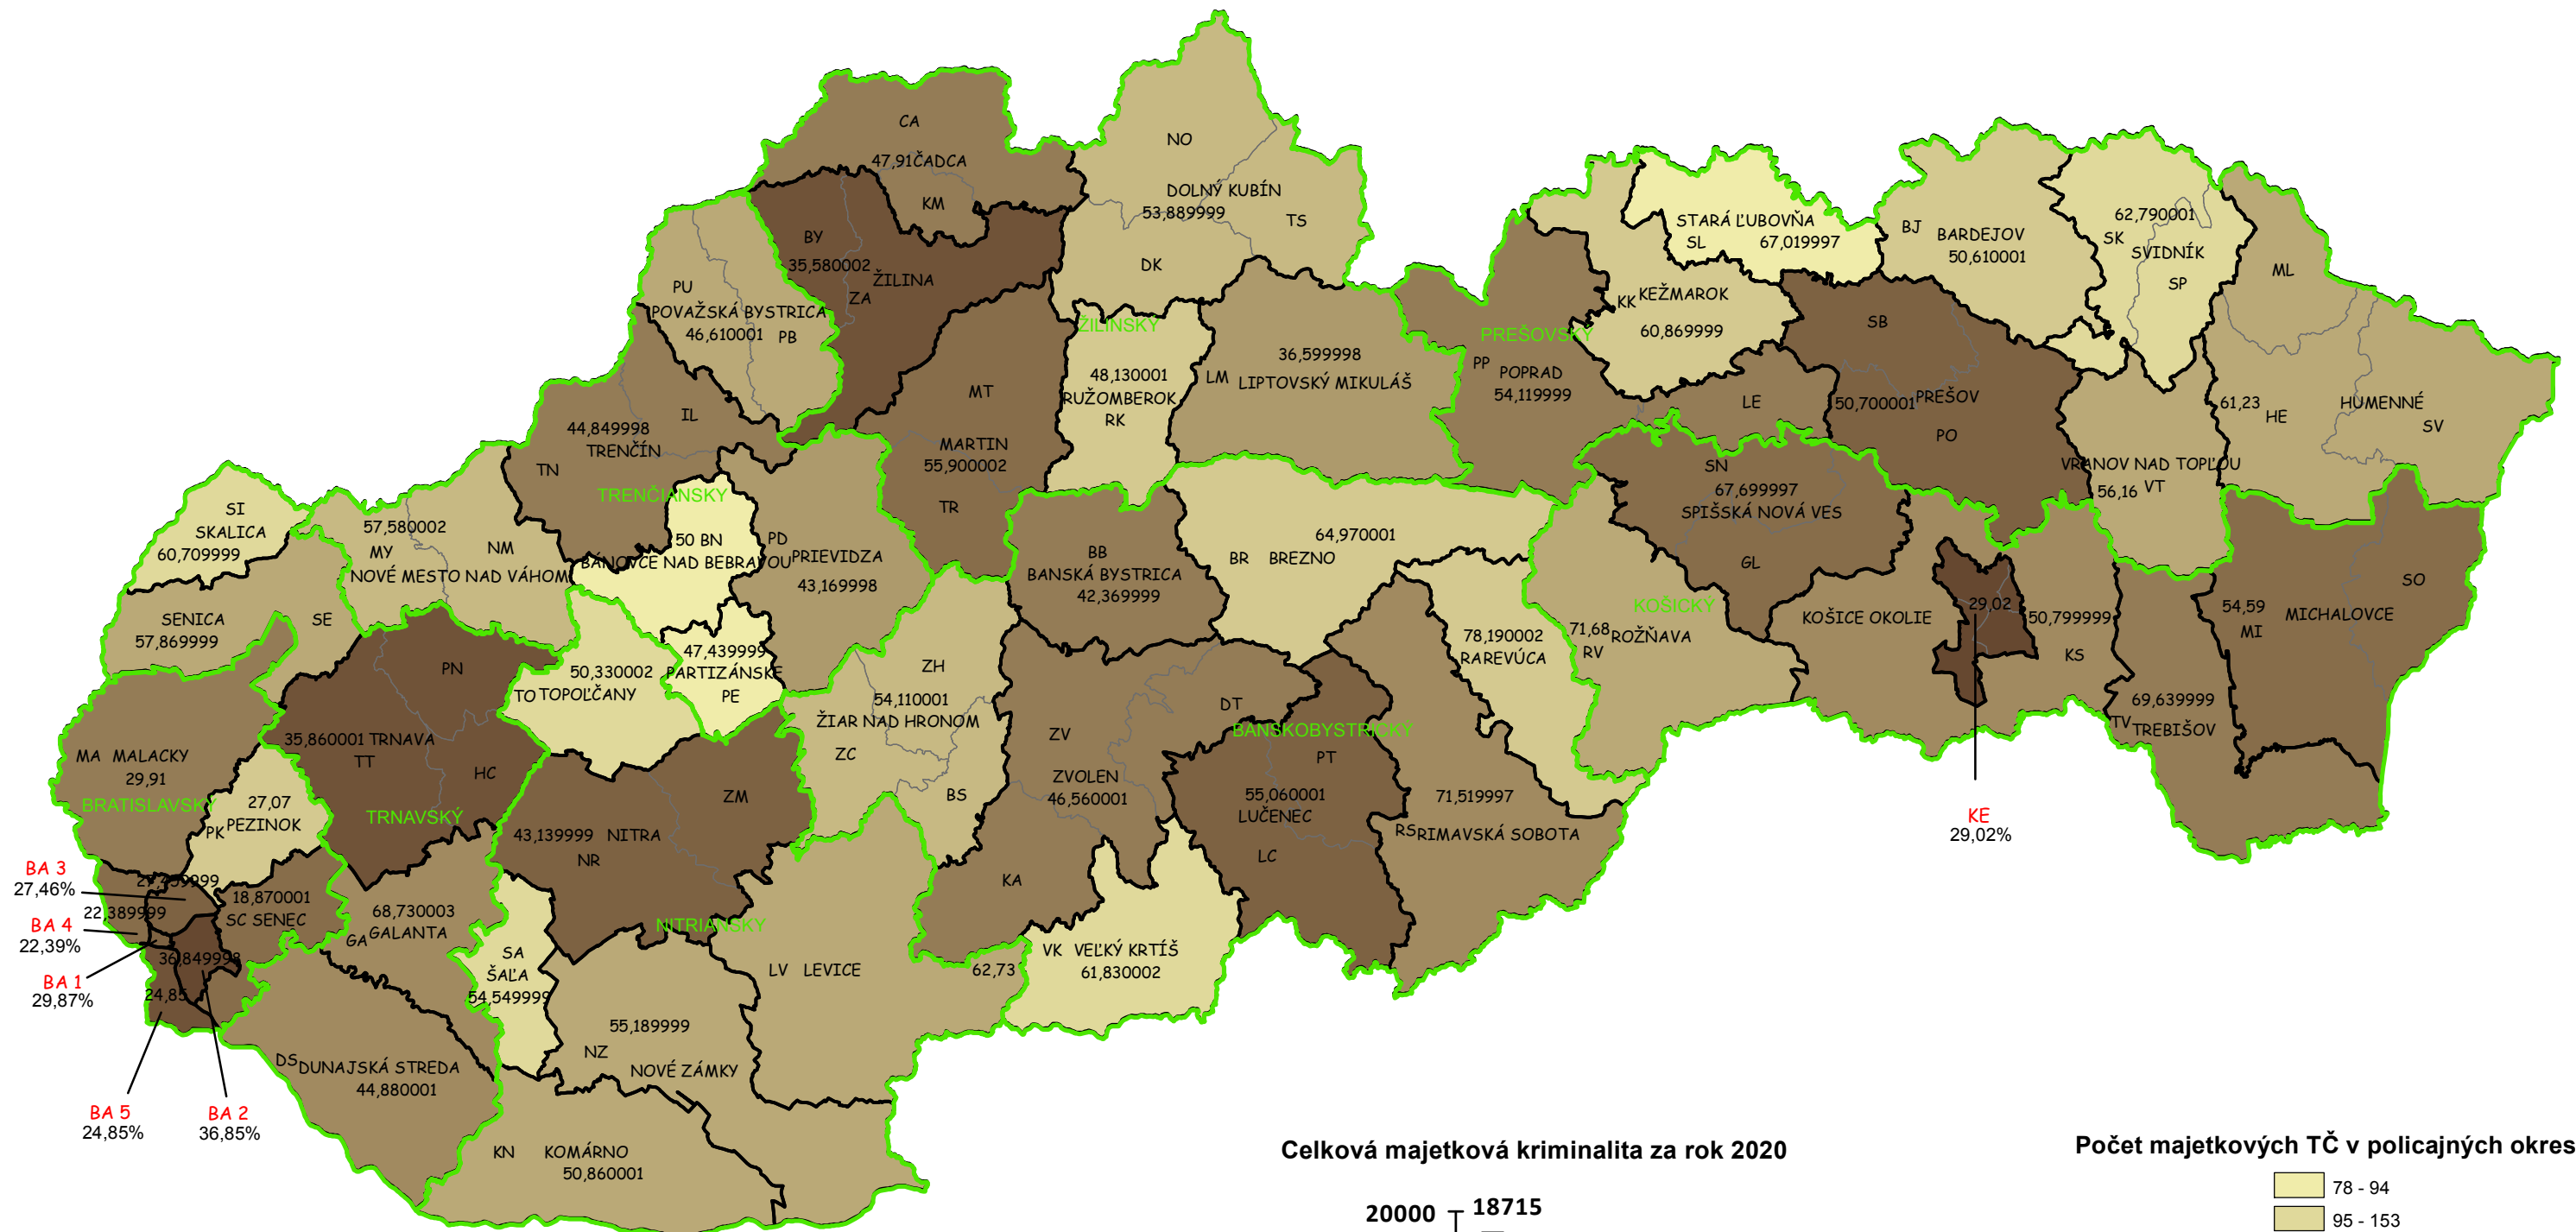 CA
47,91 ČADCA
KM
NO
DOLNÝ KUBÍN
53,889999
TS
DK
BY
35,580002
ŽILINA
ZA
PU
POVAŽSKÁ BYSTRICA
46,610001 PB
STARÁ ĽUBOVŇA
SL 67,019997
BJ BARDEJOV
50,610001
62,790001
SK
SVIDNÍK
SP
ML
KK KEŽMAROK
60,869999
ŽILINSKÝ
PREŠOVSKÝ
SB
36,599998
LM LIPTOVSKÝ MIKULÁŠ
PP POPRAD
54,119999
LE
50,700001 PREŠOV
PO
61,23
HE
HUMENNÉ
SV
48,130001
RUŽOMBEROK
RK
MT
MARTIN
55,900002
TR
IL
44,849998
TRENČÍN
TN
TRENČIANSKY
VRANOV NAD TOPĽOU
56,16 VT
SN
67,699997
SPIŠSKÁ NOVÁ VES
GL
SI
SKALICA
60,709999
57,580002
MY
NM
NOVÉ MESTO NAD VÁHOM
50 BN
BÁNOVCE NAD BEBRAVOU
PD
PRIEVIDZA
43,169998
BB
BANSKÁ BYSTRICA
42,369999
64,970001
BR BREZNO
SO
54,59
MI
MICHALOVCE
SENICA
57,869999
SE
KOŠICKÝ
KOŠICE OKOLIE
29,02
50,799999
KS
78,190002
RAREVÚCA
71,68
ROŽŇAVA
RV
PN
50,330002
TO TOPOĽČANY
47,439999
PARTIZÁNSKE
PE
ZH
54,110001
ŽIAR NAD HRONOM
ZC
BS
DT
BANSKOBYSTRICKÝ
PT
ZV
ZVOLEN
46,560001
69,639999
TV
TREBIŠOV
35,860001 TRNAVA
TT
HC
MA MALACKY
29,91
BRATISLAVSKÝ
27,07
PK PEZINOK
TRNAVSKÝ
ZM
43,139999 NITRA
NR
55,060001
LUČENEC
LC
71,519997
RS RIMAVSKÁ SOBOTA
KE
29,02%
BA 3
27,46%
27,459999
18,870001
SC SENEC
22,389999
BA 4
22,39%
68,730003
GA GALANTA
KA
NITRIANSKY
BA 1
29,87%
36,849998
24,85
SA
ŠAĽA
54,549999
LV LEVICE
62,73
VK VEĽKÝ KRTÍŠ
61,830002
55,189999
NZ
NOVÉ ZÁMKY
DS DUNAJSKÁ STREDA
44,880001
BA 5
24,85%
BA 2
36,85%
KN KOMÁRNO
50,860001
Celková majetková kriminalita za rok 2020
20000
18715
Počet majetkových TČ v policajných okres
78 - 94
95 - 153